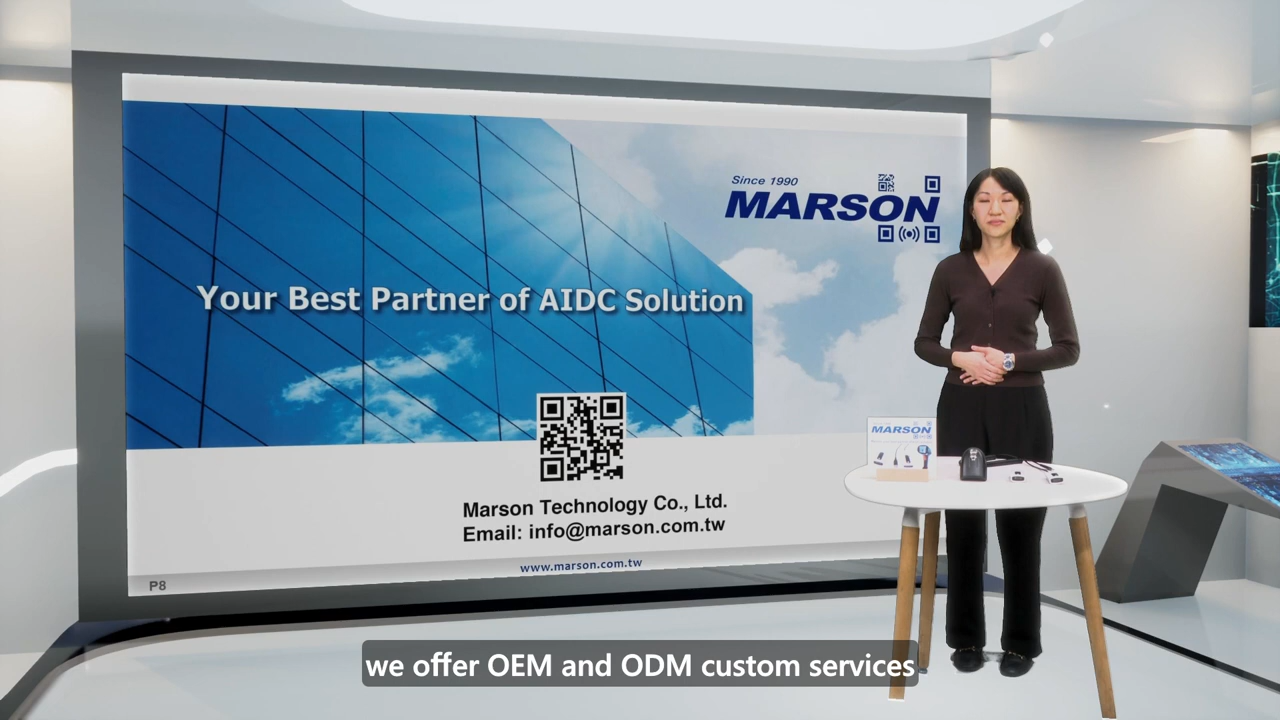 Since 1990
MARSON
Your Best Partner of AIDC Solution
MARSON
Marson Technology Co., Ltd.
Email: info@marson.com.tw
www.marson.com.tw
P8
we offer OEM and ODM custom services